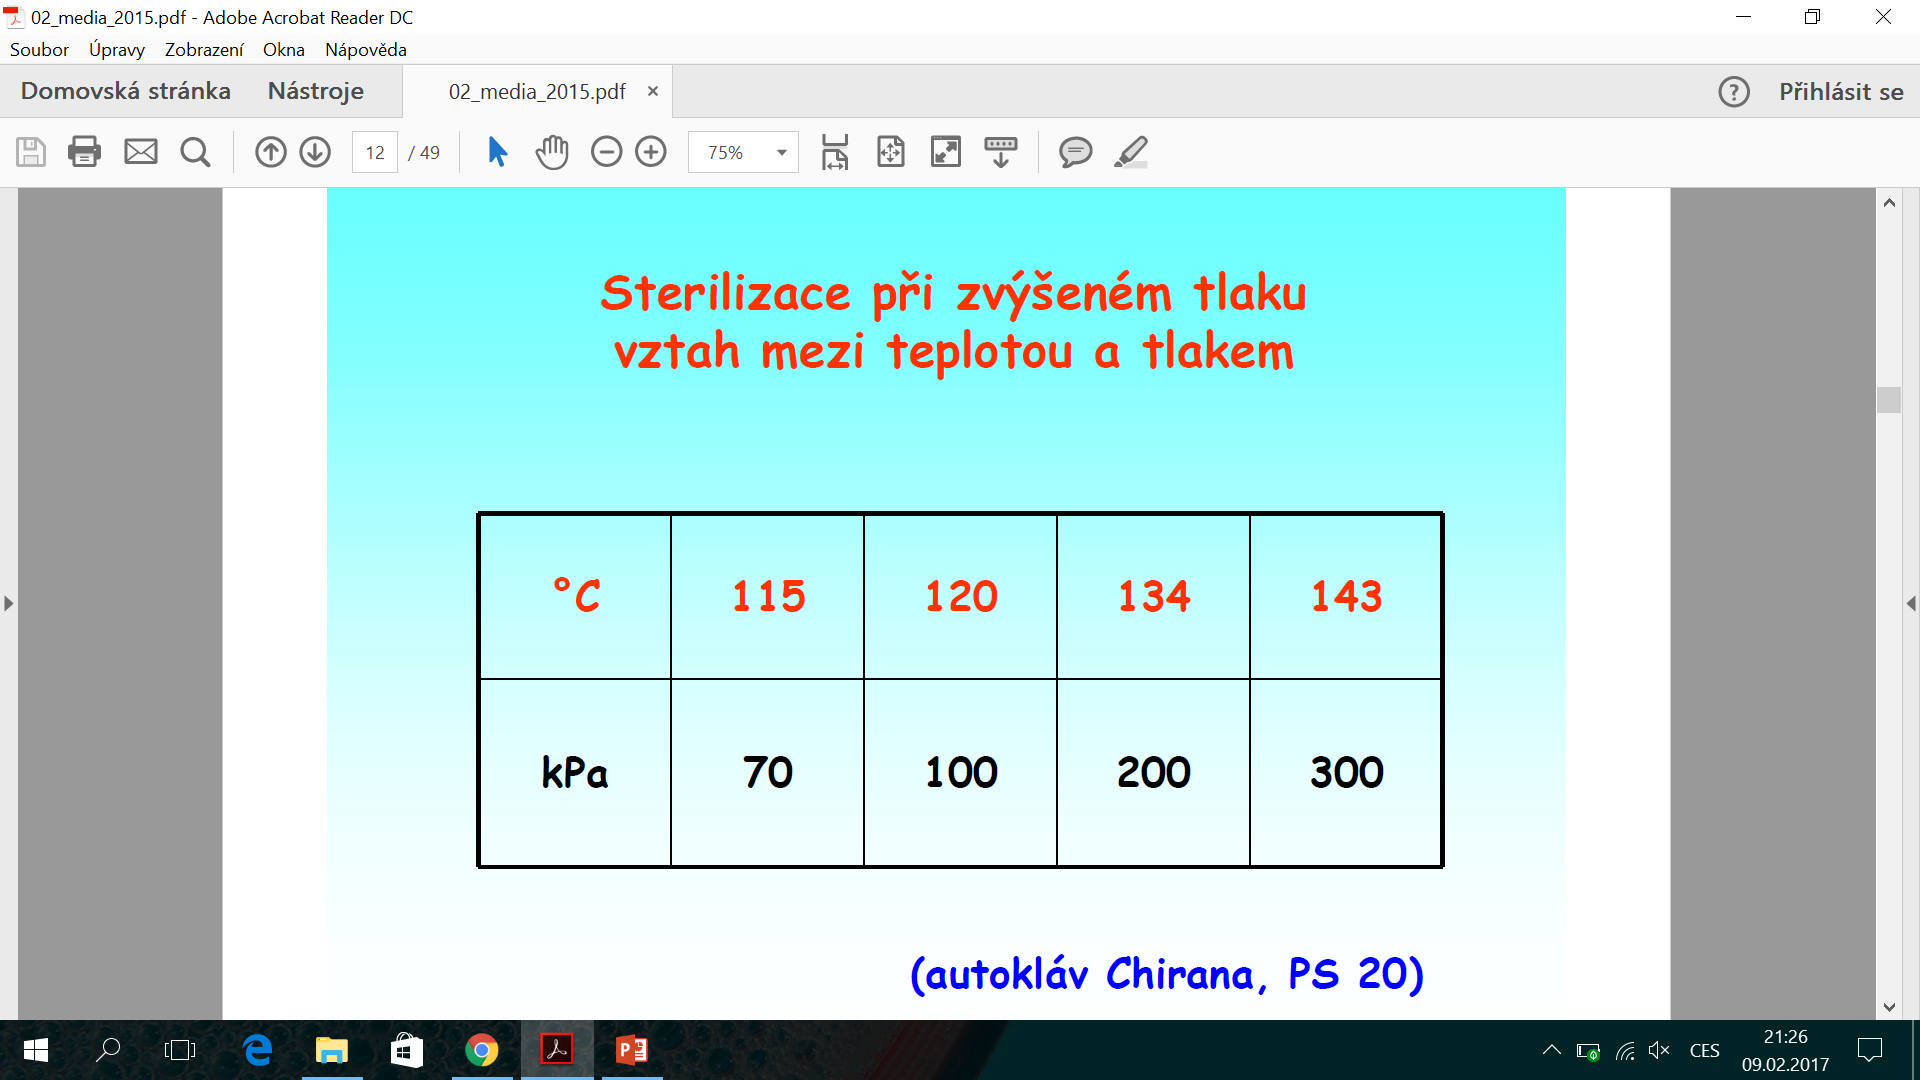 02_media_2015.pdf - Adobe Acrobat Reader DC
Soubor Úpravy Zobrazení Okna Nápověda
Domovská stránka Nástroje 02_media_2015.pdf × ? Přihlásit se
12 / 49 75%
Sterilizace při zvýšeném tlaku
vztah mezi teplotou a tlakem
°C 115 120 134 143
kPa 70 100 200 300
(autokláv Chirana, PS 20)
CES
21:26
09.02.2017